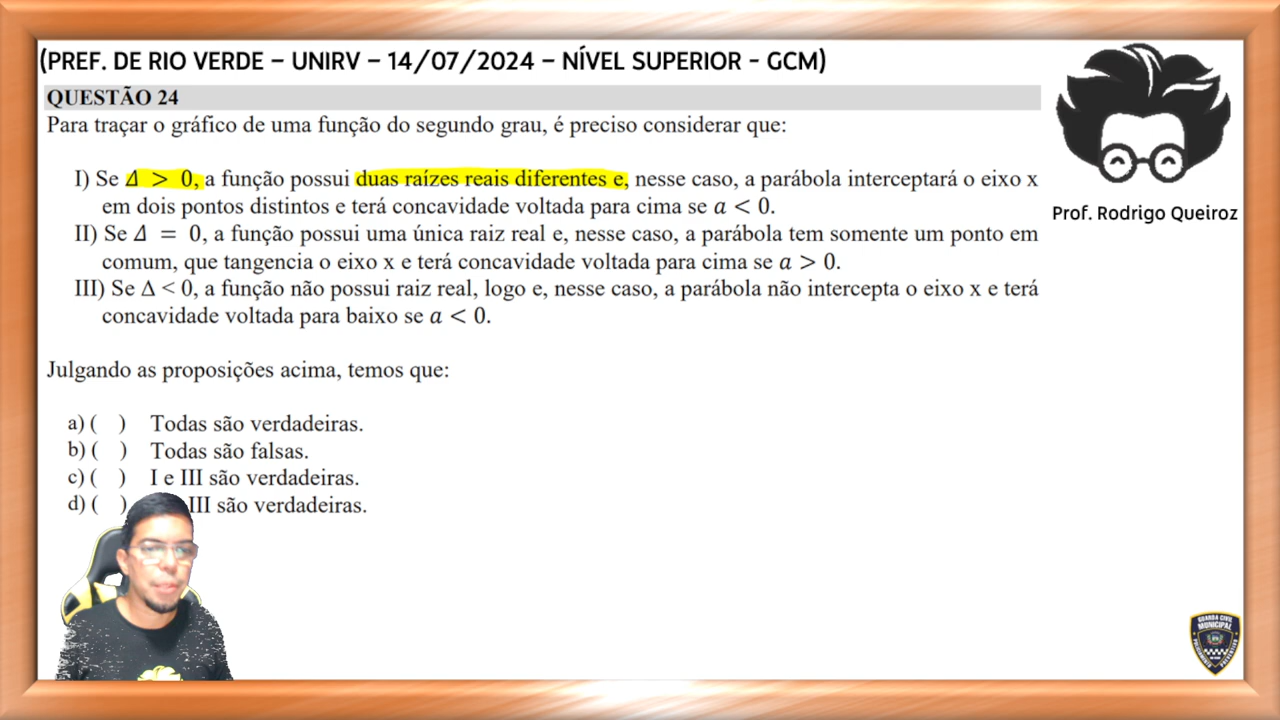 (PREF. DE RIO VERDE – UNIRV – 14/07/2024 – NÍVEL SUPERIOR - GCM)
QUESTÃO 24
Para traçar o gráfico de uma função do segundo grau, é preciso considerar que:
I) Se Δ > 0, a função possui duas raízes reais diferentes e, nesse caso, a parábola interceptará o eixo x
em dois pontos distintos e terá concavidade voltada para cima se a < 0.
II) Se Δ = 0, a função possui uma única raiz real e, nesse caso, a parábola tem somente um ponto em
comum, que tangencia o eixo x e terá concavidade voltada para cima se a > 0.
III) Se Δ < 0, a função não possui raiz real, logo e, nesse caso, a parábola não intercepta o eixo x e terá
concavidade voltada para baixo se a < 0.
Julgando as proposições acima, temos que:
a) ( ) Todas são verdadeiras.
b) ( ) Todas são falsas.
c) ( ) I e III são verdadeiras.
d) ( ) III são verdadeiras.
Prof. Rodrigo Queiroz
GUARDA CIVIL
MUNICIPAL